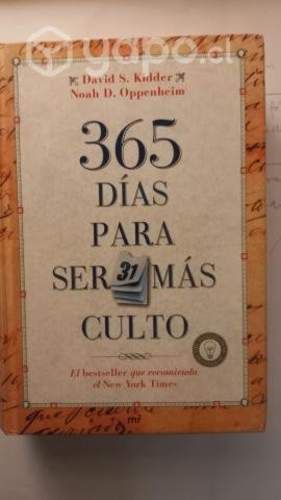 yapo.cl
David S. Kidder
Noah D. Oppenheim
365
DÍAS
PARA
SER 31 MÁS
CULTO
El bestseller que recomienda
el New York Times
mr